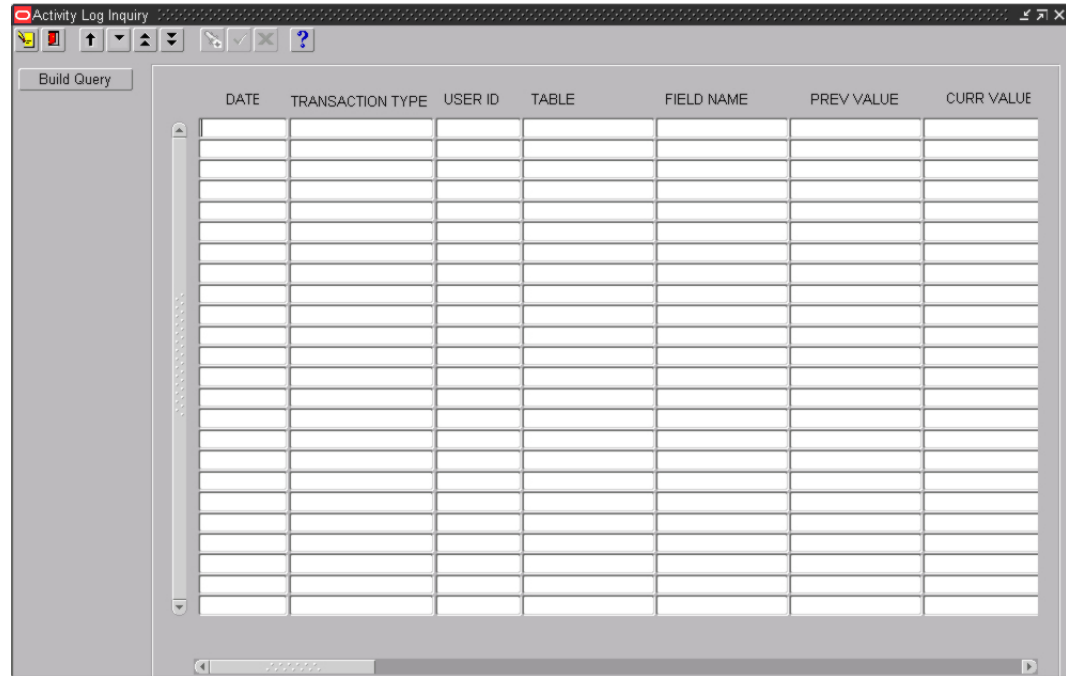 Activity Log Inquiry
?
Build Query
DATE TRANSACTION TYPE USER ID TABLE FIELD NAME PREV VALUE CURR VALUE